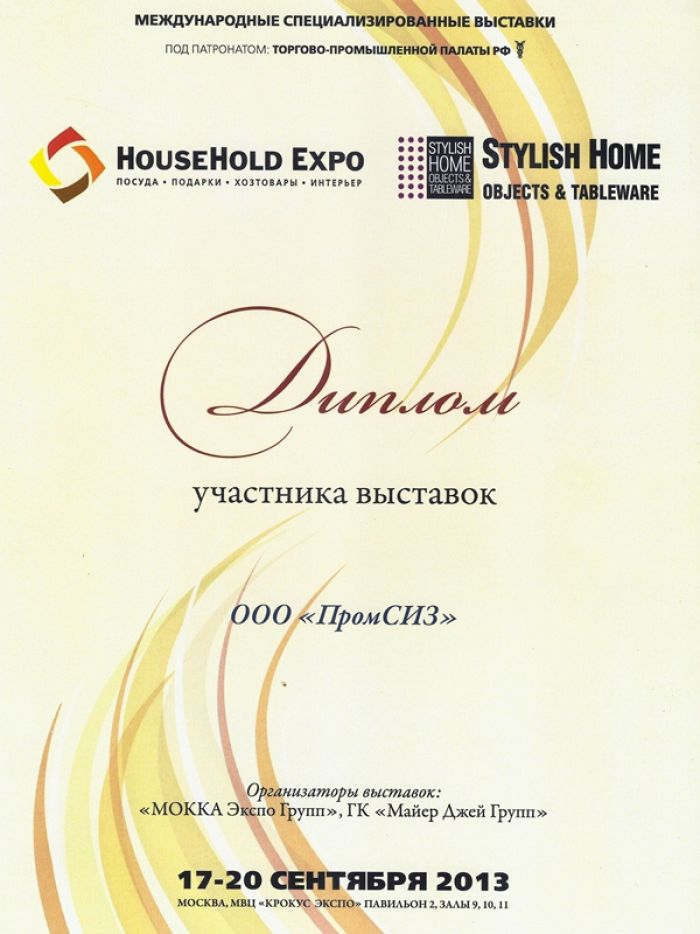 МЕЖДУНАРОДНЫЕ СПЕЦИАЛИЗИРОВАННЫЕ ВЫСТАВКИ
ПОД ПАТРОНАТОМ: ТОРГОВО-ПРОМЫШЛЕННОЙ ПАЛАТЫ РФ
HOUSEHOLD EXPO
ПОСУДА • ПОДАРКИ • ХОЗТОВАРЫ • ИНТЕРЬЕР
STYLISH
HOME
OBJECTS &
TABLEWARE
STYLISH HOME
OBJECTS & TABLEWARE
Диплом
участника выставок
ООО «ПромСИЗ»
Организаторы выставок:
«МОККА Экспо Групп», ГК «Майер Джей Групп»
17-20 СЕНТЯБРЯ 2013
МОСКВА, МВЦ «КРОКУС ЭКСПО» ПАВИЛЬОН 2, ЗАЛЫ 9, 10, 11